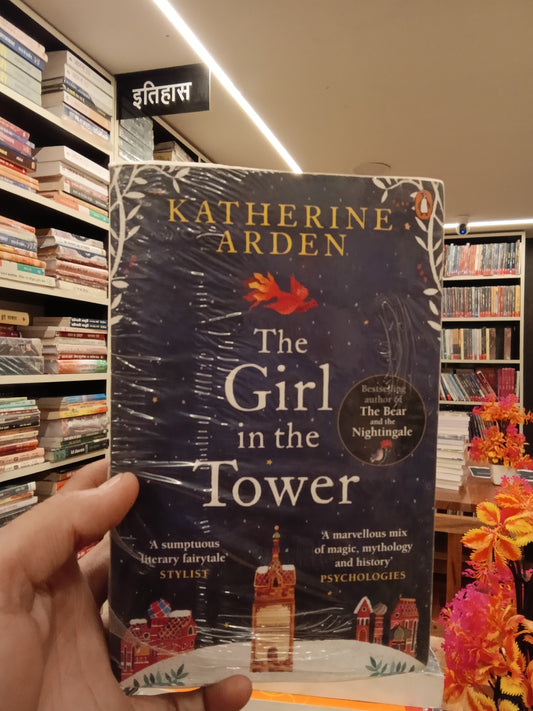 इतिहास
KATHERINE
ARDEN
The
Girl
in the
Tower
Bestselling
author of
The Bear
and the
Nightingale
'A sumptuous
literary fairytale'
STYLIST
'A marvellous mix
of magic, mythology
and history'
PSYCHOLOGIES